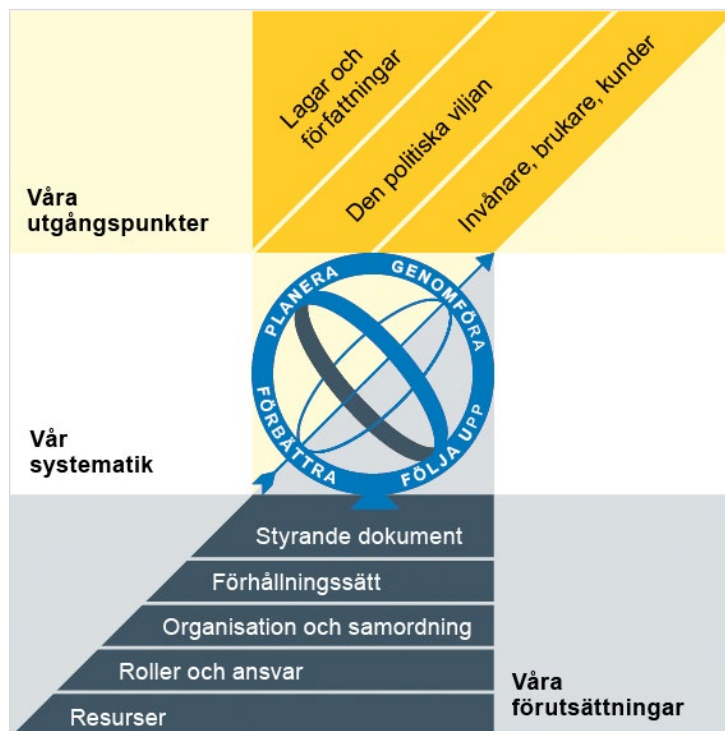 Lagar och
författningar
Den politiska viljan
Invånare, brukare, kunder
Våra
utgångspunkter
PLANERA
GENOMFÖRA
FÖLJA UPP
FÖRBÄTTRA
Vår
systematik
Styrande dokument
Förhållningssätt
Organisation och samordning
Roller och ansvar
Resurser
Våra
förutsättningar